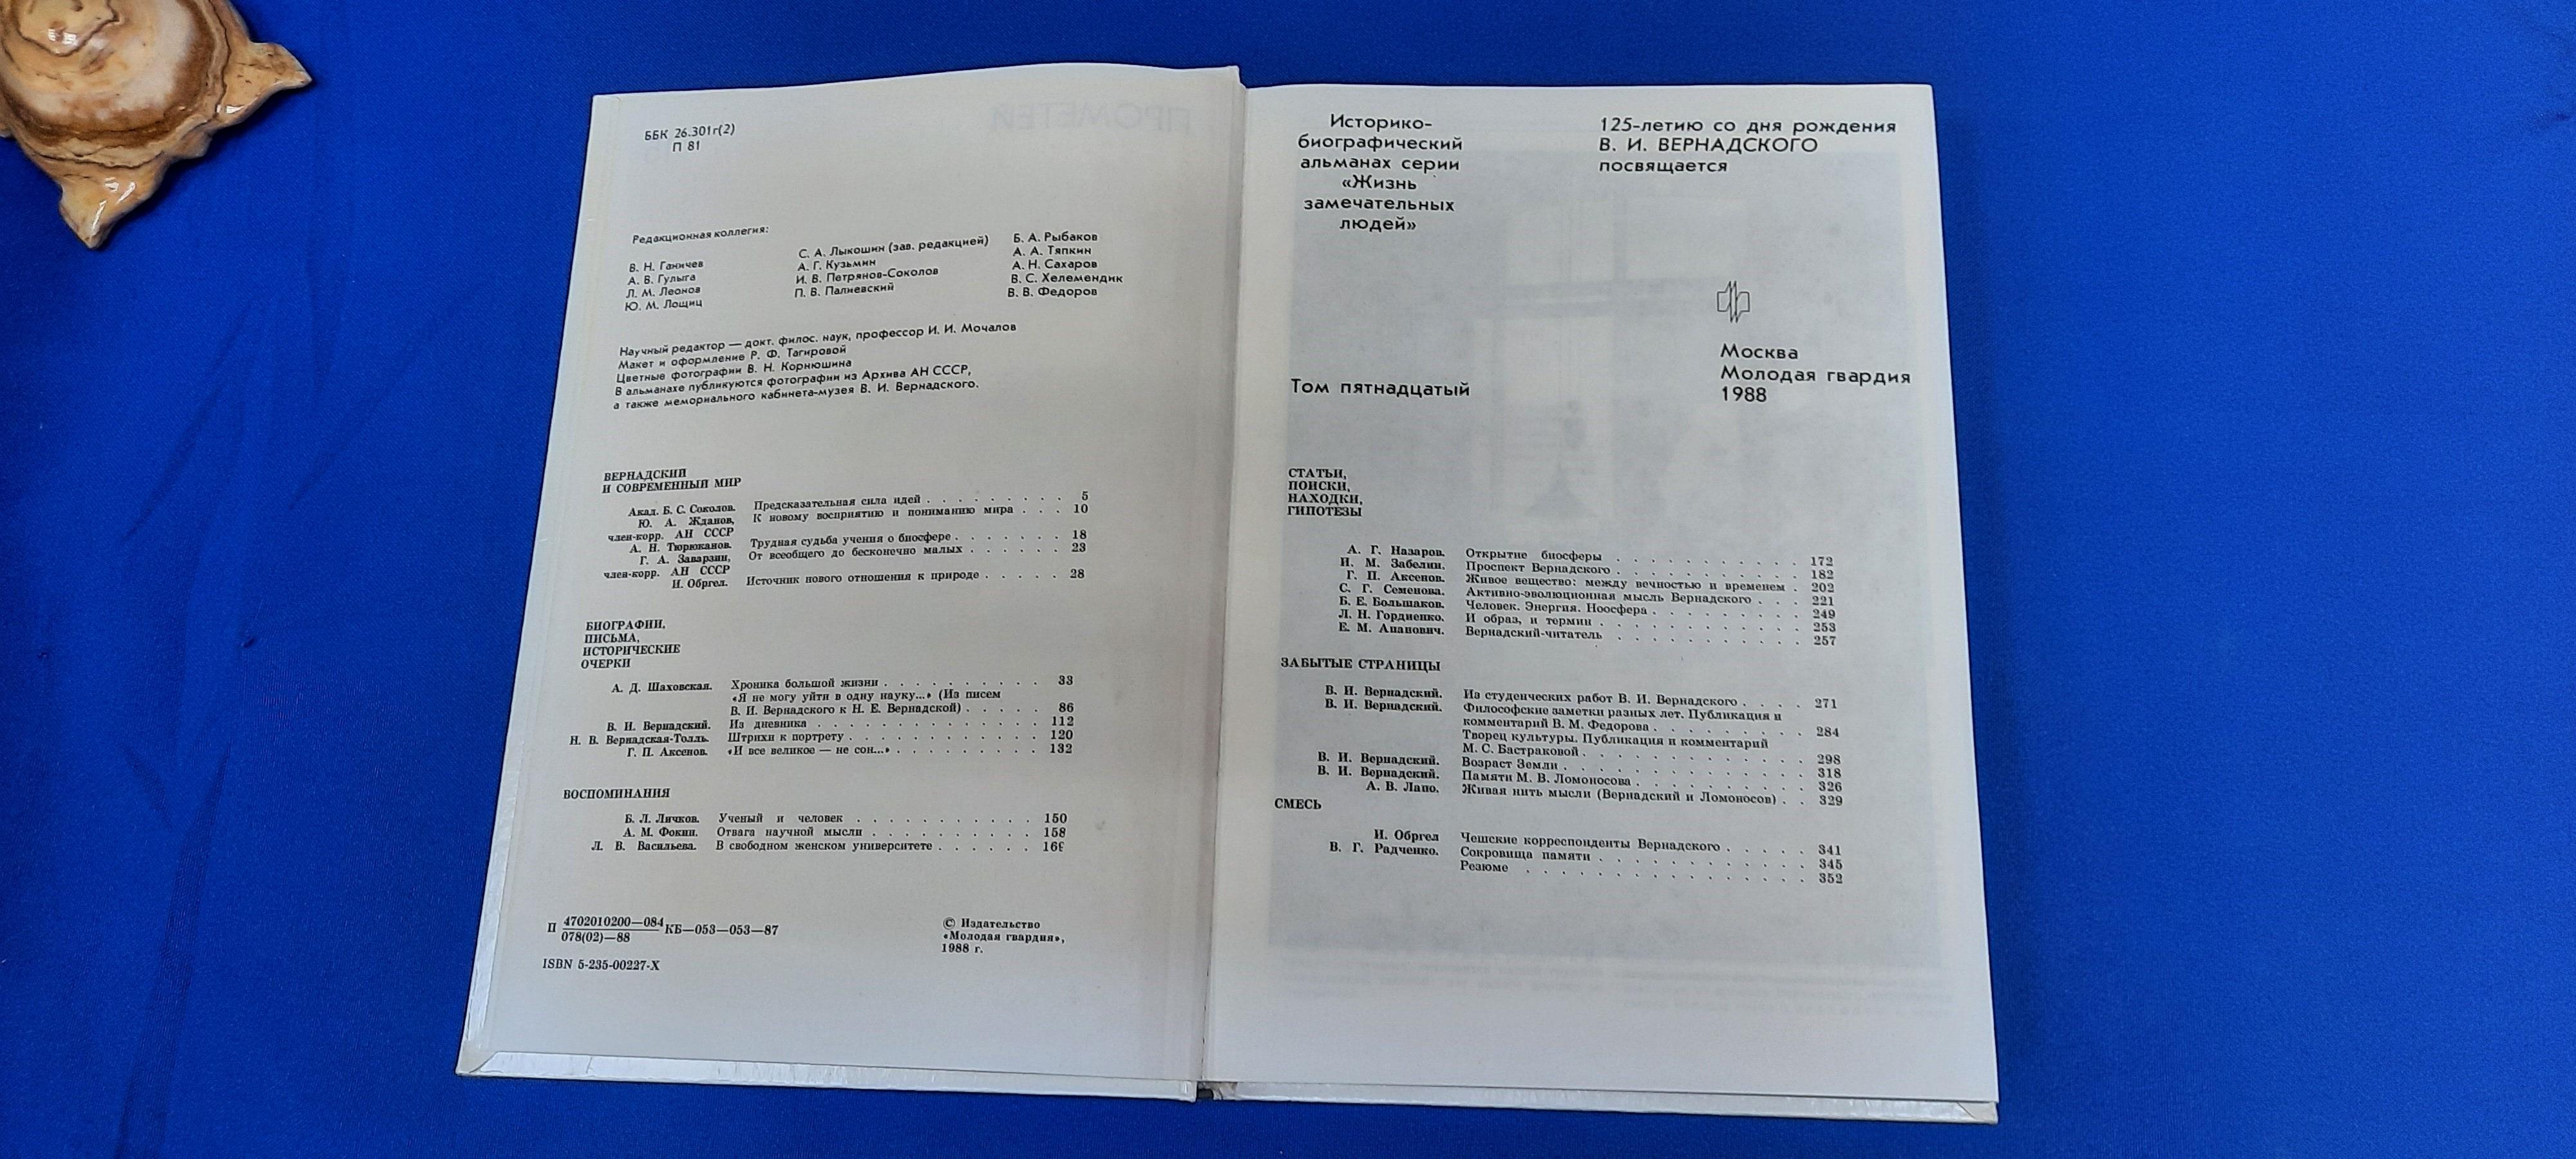 ББК 26.301г(2)
П 81
Редакционная коллегия:
В. Н. Ганичев
А. В. Гулыга
Л. М. Леонов
Ю. М. Лощиц
С. А. Лыкошин (зав. редакцией)
А. Г. Кузьмин
И. В. Петрянов-Соколов
П. В. Палиевский
Б. А. Рыбаков
А. А. Тяпкин
А. Н. Сахаров
В. С. Хелемендик
В. В. Федоров
Научный редактор — докт. филос. наук, профессор И. И. Мочалов
Макет и оформление Р. Ф. Тагировой
Цветные фотографии В. Н. Корнюшина
В альманахе публикуются фотографии из Архива АН СССР,
а также мемориального кабинета-музея В. И. Вернадского.
ВЕРНАДСКИЙ
И СОВРЕМЕННЫЙ МИР
Акад. Б. С. Соколов. Предсказательная сила идей . . . . . . . . . 5
Ю. А. Жданов, К новому восприятию и пониманию мира . . . 10
член-корр. АН СССР
А. Н. Тюрюканов. Трудная судьба учения о биосфере . . . . . . . 18
Г. А. Заварзин, От всеобщего до бесконечно малых . . . . . . 23
член-корр. АН СССР
И. Обргел. Источник нового отношения к природе . . . . . 28
БИОГРАФИИ,
ПИСЬМА,
ИСТОРИЧЕСКИЕ
ОЧЕРКИ
А. Д. Шаховская. Хроника большой жизни . . . . . . . . . . 33
«Я не могу уйти в одну науку...» (Из писем
В. И. Вернадского к Н. Е. Вернадской) . . . . . 86
В. И. Вернадский. Из дневника . . . . . . . . . . . . . . 112
Н. В. Вернадская-Толль. Штрихи к портрету . . . . . . . . . . . . 120
Г. П. Аксенов. «И все великое — не сон...» . . . . . . . . . 132
ВОСПОМИНАНИЯ
Б. Л. Личков. Ученый и человек . . . . . . . . . . . 150
А. М. Фокин. Отвага научной мысли . . . . . . . . . . 158
Л. В. Васильева. В свободном женском университете . . . . . .
П 4702010200—084 КБ—053—053—87
078(02)—88
ISBN 5-235-00227-X
© Издательство
«Молодая гвардия»,
1988 г.
Историко-
биографический
альманах серии
«Жизнь
замечательных
людей»
125-летию со дня рождения
В. И. ВЕРНАДСКОГО
посвящается
Том пятнадцатый
Москва
Молодая гвардия
1988
СТАТЬИ,
ПОИСКИ,
НАХОДКИ,
ГИПОТЕЗЫ
А. Г. Назаров. Открытие биосферы . . . . . . . . . . . 172
И. М. Забелин. Проспект Вернадского . . . . . . . . . . 182
Г. П. Аксенов. Живое вещество: между вечностью и временем . 202
С. Г. Семенова. Активно-эволюционная мысль Вернадского . . . 221
Б. Е. Большаков. Человек. Энергия. Ноосфера . . . . . . . . 249
Л. Н. Гордиенко. И образ, и термин . . . . . . . . . . . 253
Е. М. Апанович. Вернадский-читатель . . . . . . . . . . 257
ЗАБЫТЫЕ СТРАНИЦЫ
В. И. Вернадский. Из студенческих работ В. И. Вернадского . . . . 271
В. И. Вернадский. Философские заметки разных лет. Публикация и
комментарий В. М. Федорова . . . . . . . . 284
Творец культуры. Публикация и комментарий
М. С. Бастраковой . . . . . . . . . . . . 298
В. И. Вернадский. Возраст Земли . . . . . . . . . . . . . 318
В. И. Вернадский. Памяти М. В. Ломоносова . . . . . . . . . 326
А. В. Лапо. Живая нить мысли (Вернадский и Ломоносов) . . 329
СМЕСЬ
И. Обргел Чешские корреспонденты Вернадского . . . . . 341
В. Г. Радченко. Сокровища памяти . . . . . . . . . . . 345
Резюме . . . . . . . . . . . . . . . 352